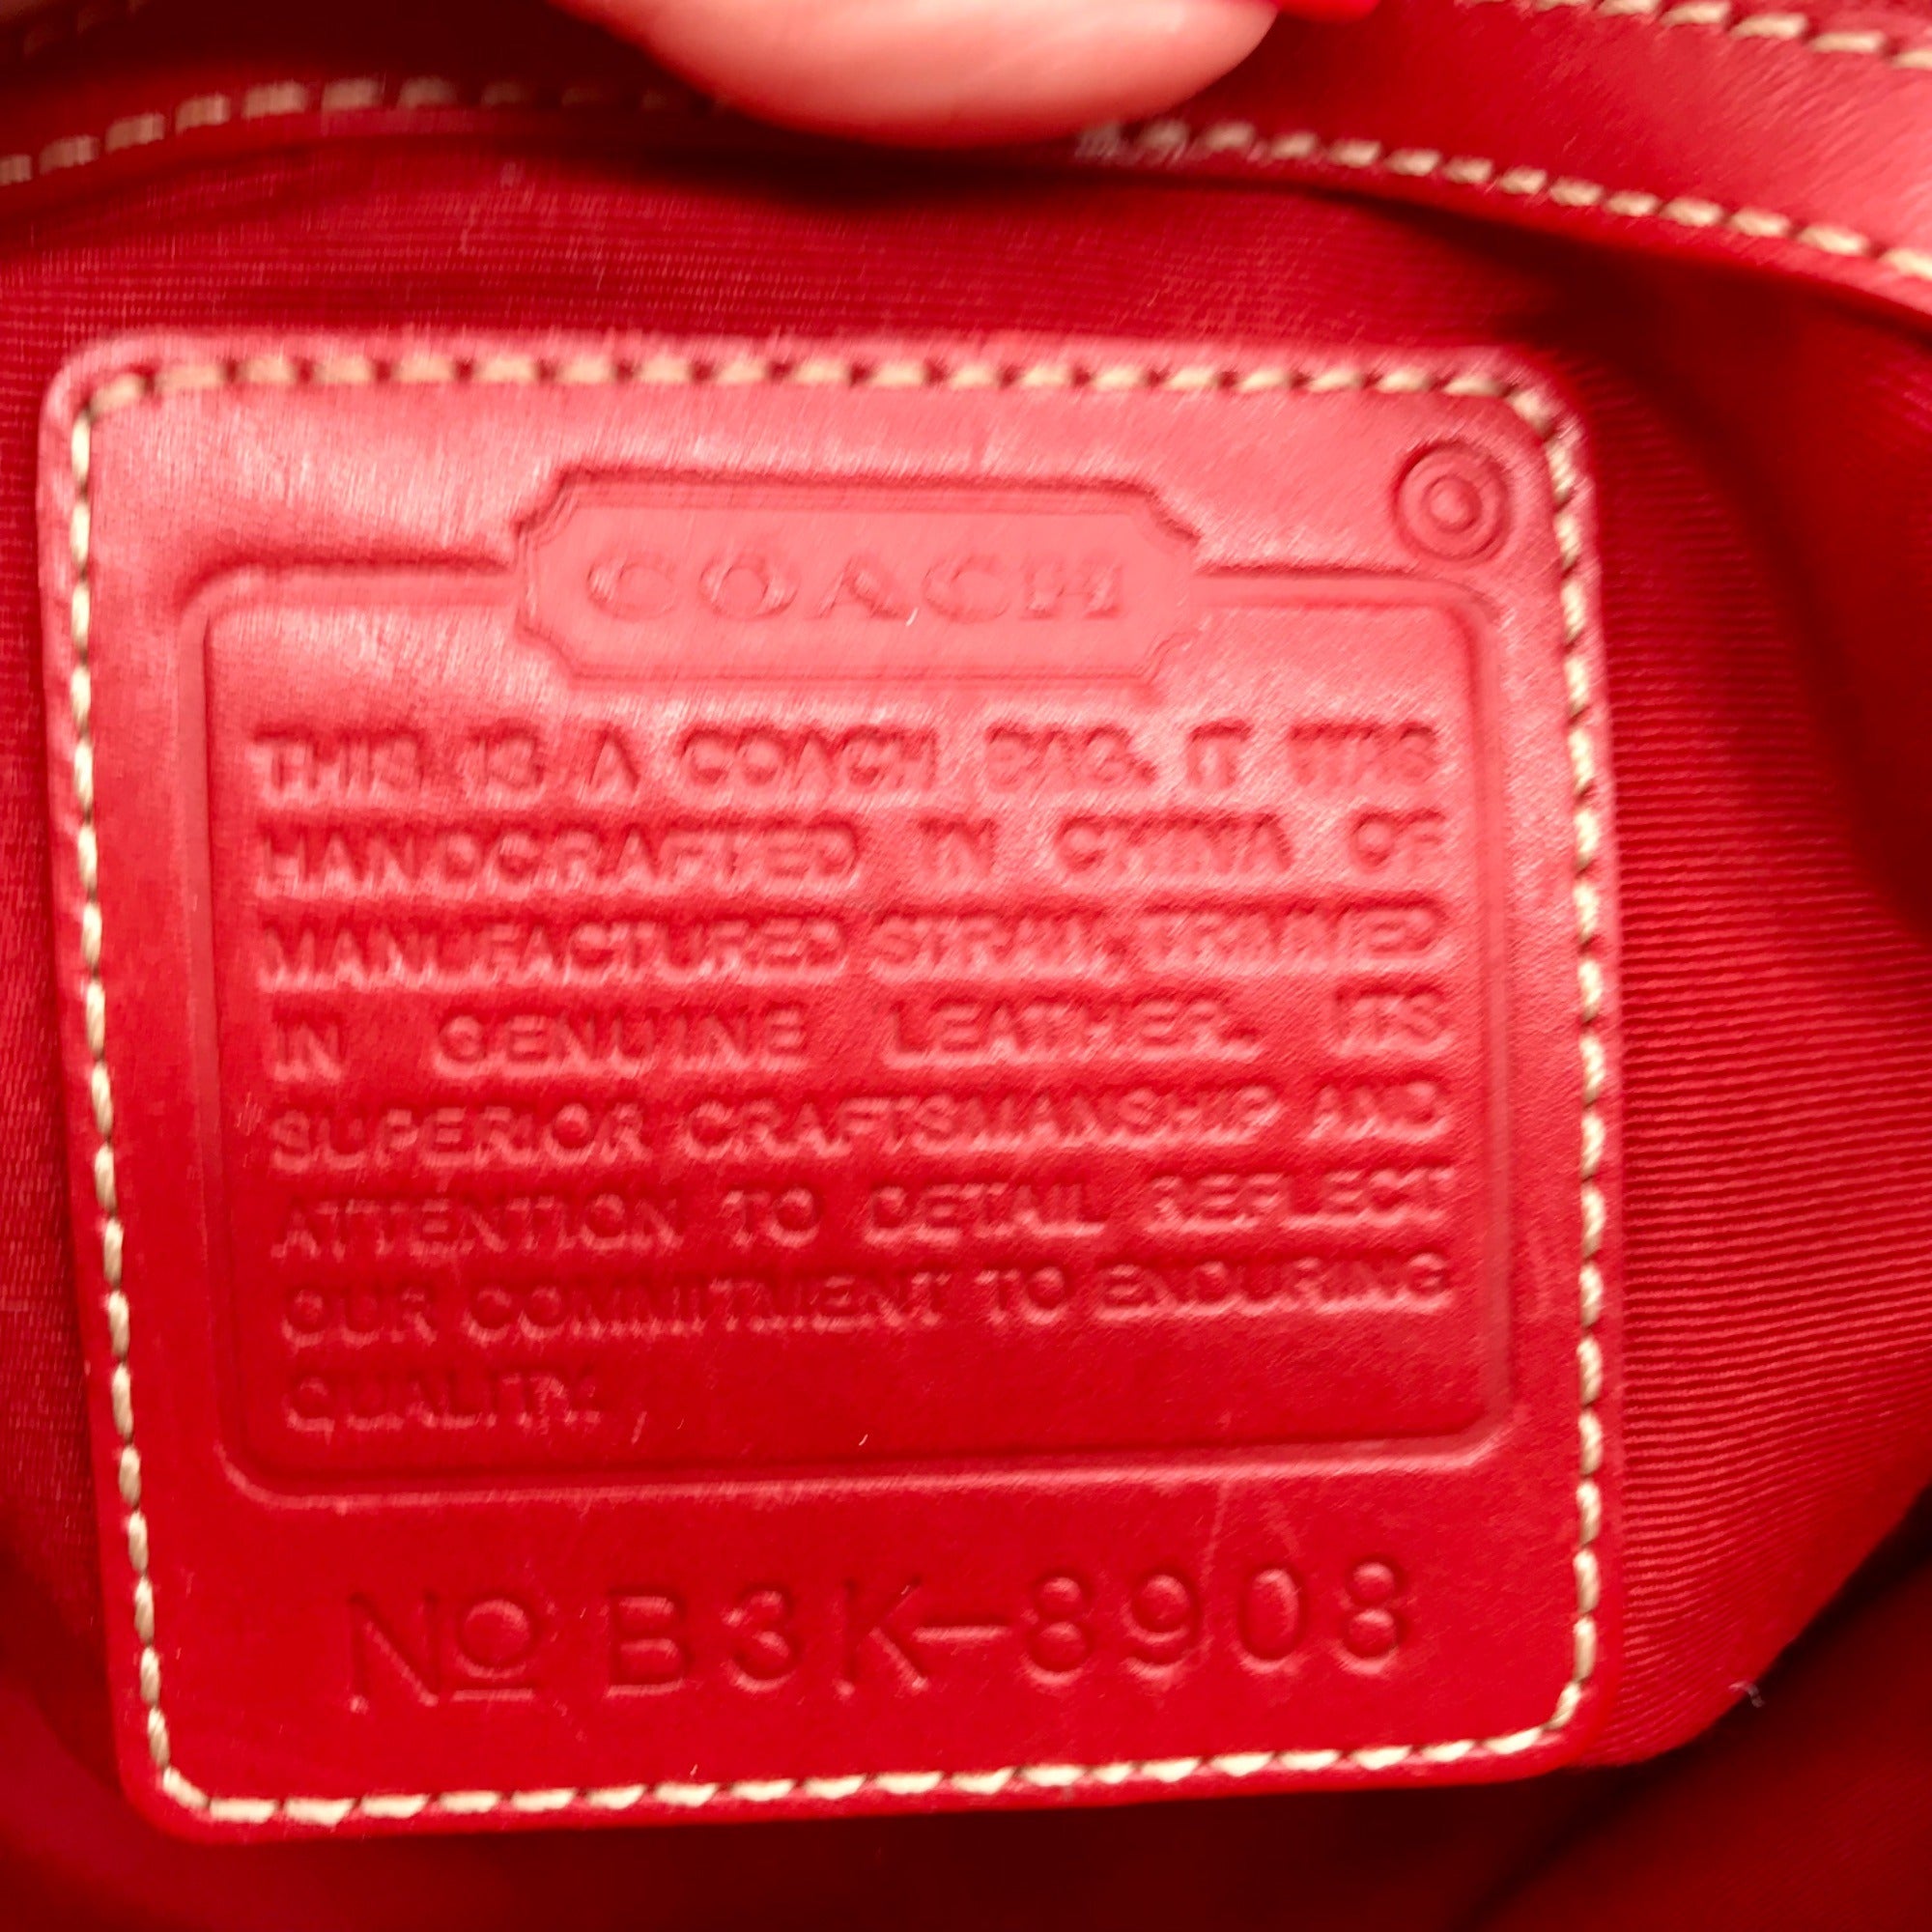 COACH
THIS IS A COACH BAG. IT WAS
HANDCRAFTED IN CHINA OF
MANUFACTURED STRAW, TRIMMED
IN GENUINE LEATHER. ITS
SUPERIOR CRAFTSMANSHIP AND
ATTENTION TO DETAIL REFLECT
OUR COMMITMENT TO ENDURING
QUALITY.
Nº B3K-8908